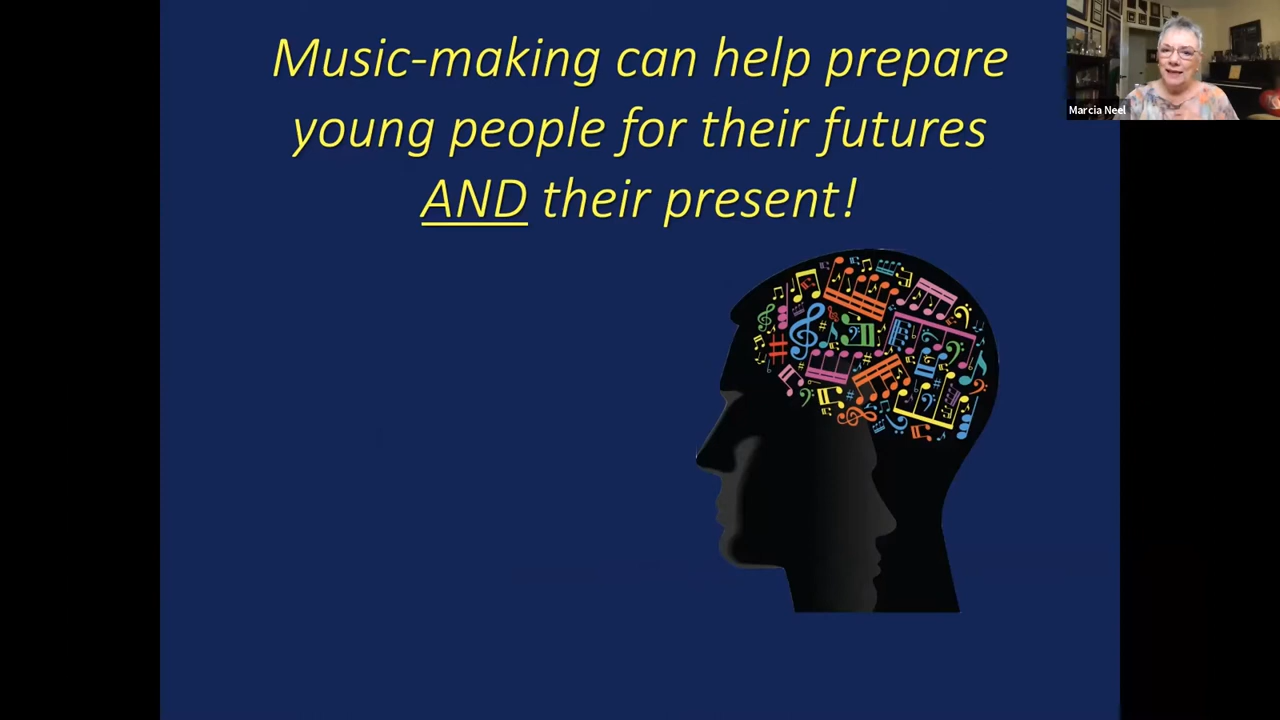 Music-making can help prepare
young people for their futures
AND their present!
Marcia Neel